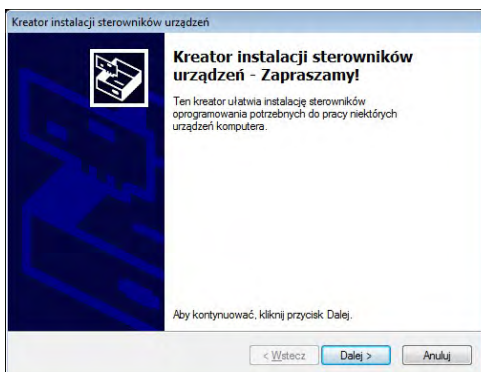 Kreator instalacji sterowników urządzeń
Kreator instalacji sterowników
urządzeń - Zapraszamy!
Ten kreator ułatwia instalację sterowników
oprogramowania potrzebnych do pracy niektórych
urządzeń komputera.
Aby kontynuować, kliknij przycisk Dalej.
< Wstecz Dalej > Anuluj